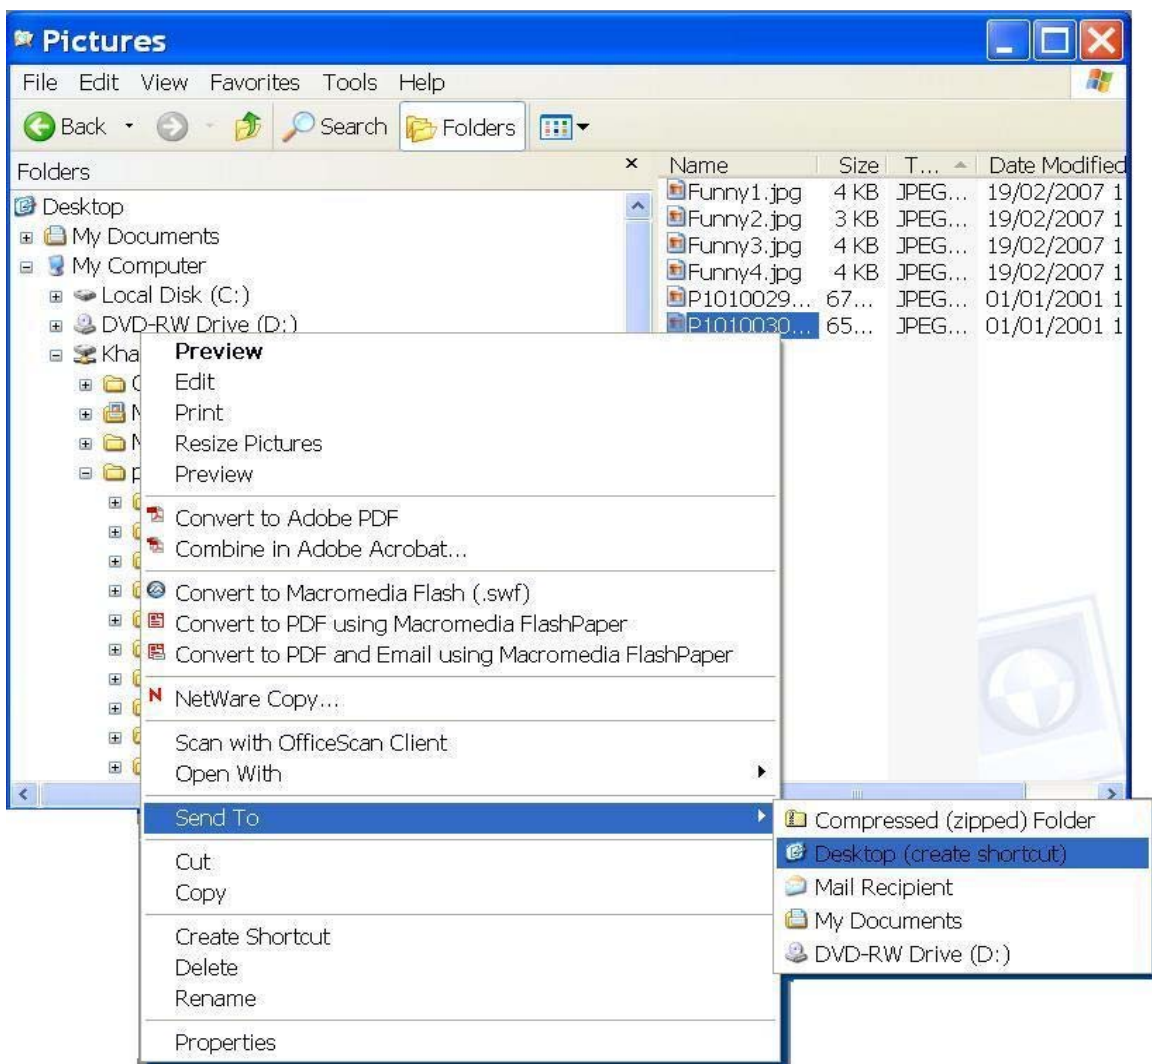 Pictures
File Edit View Favorites Tools Help
Back Search Folders
Folders
Desktop
My Documents
My Computer
Local Disk (C:)
DVD-RW Drive (D:)
Kha
Name Size T... Date Modified
Funny1.jpg 4 KB JPEG... 19/02/2007 1
Funny2.jpg 3 KB JPEG... 19/02/2007 1
Funny3.jpg 4 KB JPEG... 19/02/2007 1
Funny4.jpg 4 KB JPEG... 19/02/2007 1
P1010029... 67... JPEG... 01/01/2001 1
P1010030... 65... JPEG... 01/01/2001 1
Preview
Edit
Print
Resize Pictures
Preview
Convert to Adobe PDF
Combine in Adobe Acrobat...
Convert to Macromedia Flash (.swf)
Convert to PDF using Macromedia FlashPaper
Convert to PDF and Email using Macromedia FlashPaper
NetWare Copy...
Scan with OfficeScan Client
Open With
Send To
Cut
Copy
Create Shortcut
Delete
Rename
Properties
Compressed (zipped) Folder
Desktop (create shortcut)
Mail Recipient
My Documents
DVD-RW Drive (D:)